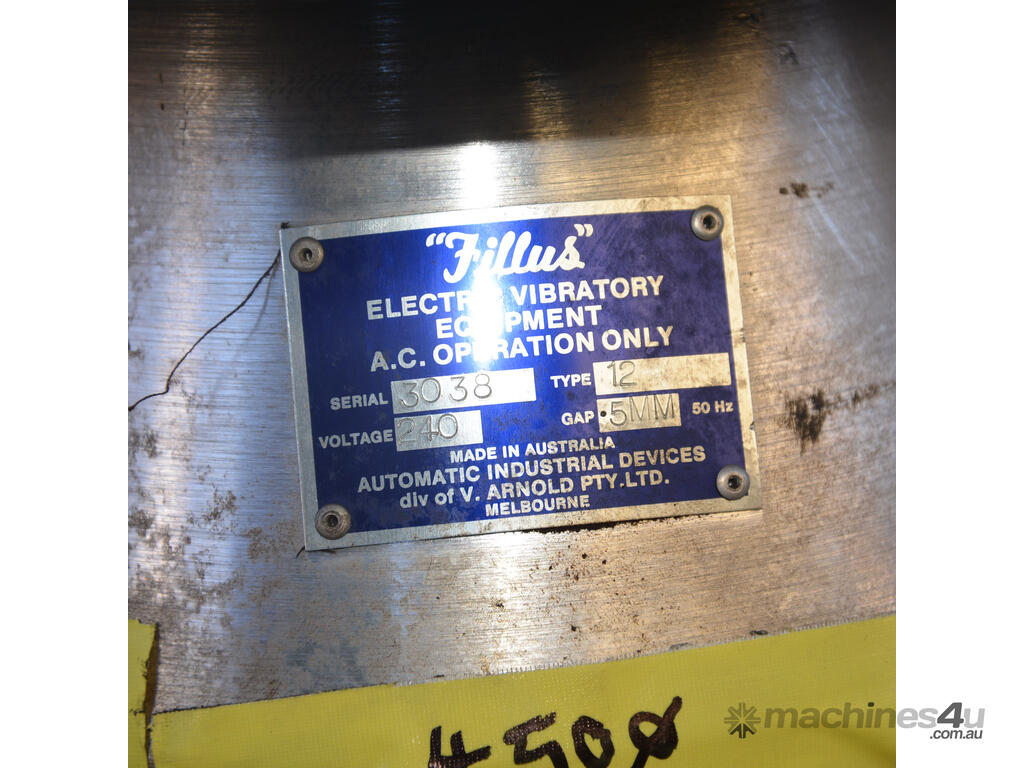 "Fillus"
ELECTRIC VIBRATORY
EQUIPMENT
A.C. OPERATION ONLY
SERIAL 3038 TYPE 12
VOLTAGE 240 GAP .5MM 50 Hz
MADE IN AUSTRALIA
AUTOMATIC INDUSTRIAL DEVICES
div of V. ARNOLD PTY. LTD.
MELBOURNE
4500
machines4u
.com.au